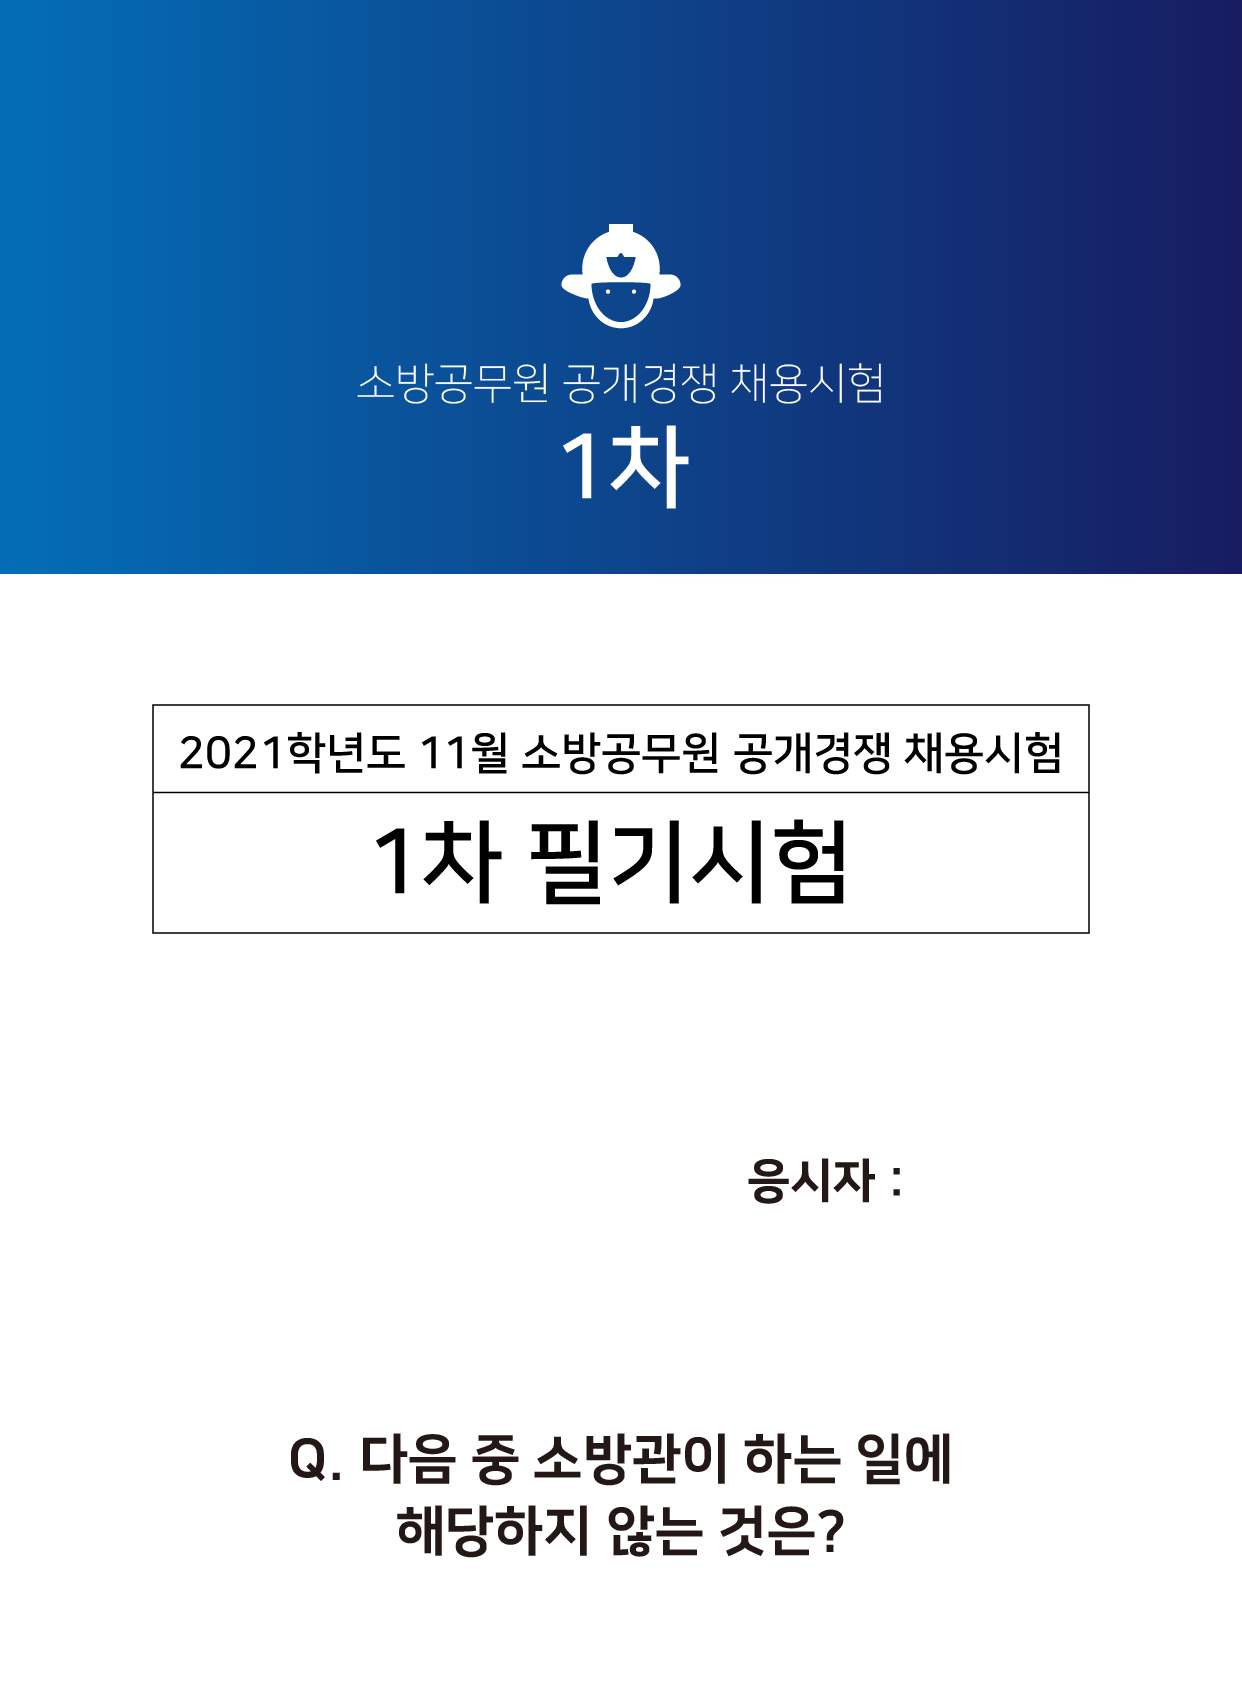 소방공무원 공개경쟁 채용시험
1차
2021학년도 11월 소방공무원 공개경쟁 채용시험
1차 필기시험
응시자 :
Q. 다음 중 소방관이 하는 일에
해당하지 않는 것은?